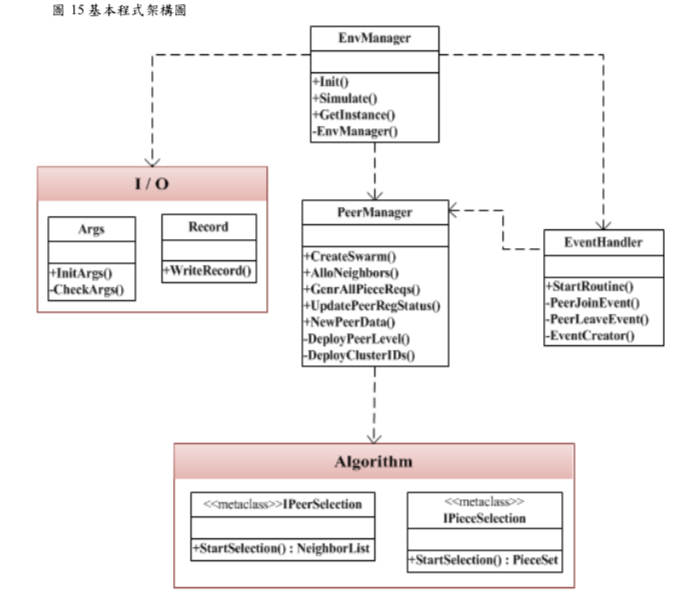 圖 15 基本程式架構圖
EnvManager
+Init()
+Simulate()
+GetInstance()
-EnvManager()
I / O
Args
+InitArgs()
-CheckArgs()
Record
+WriteRecord()
PeerManager
+CreateSwarm()
+AlloNeighbors()
+GenrAllPieceReqs()
+UpdatePeerRegStatus()
+NewPeerData()
-DeployPeerLevel()
-DeployClusterIDs()
EventHandler
+StartRoutine()
-PeerJoinEvent()
-PeerLeaveEvent()
-EventCreator()
Algorithm
<<metaclass>>IPeerSelection
+StartSelection() : NeighborList
<<metaclass>>
IPieceSelection
+StartSelection() : PieceSet